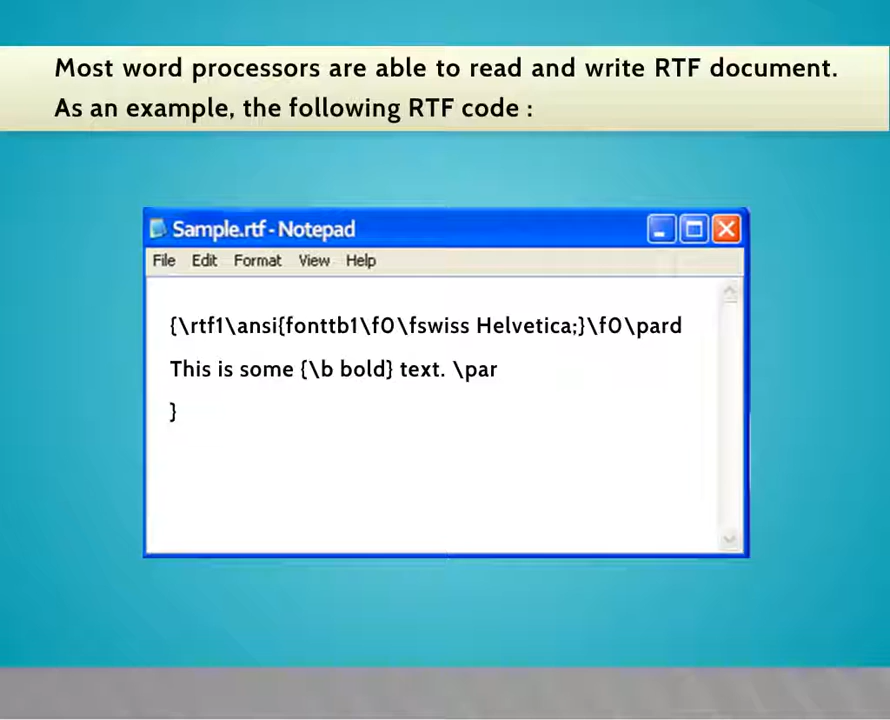 Most word processors are able to read and write RTF document.
As an example, the following RTF code :
Sample.rtf - Notepad
File Edit Format View Help
{\rtf1\ansi{fonttb1\f0\fswiss Helvetica;}\f0\pard
This is some {\b bold} text. \par
}